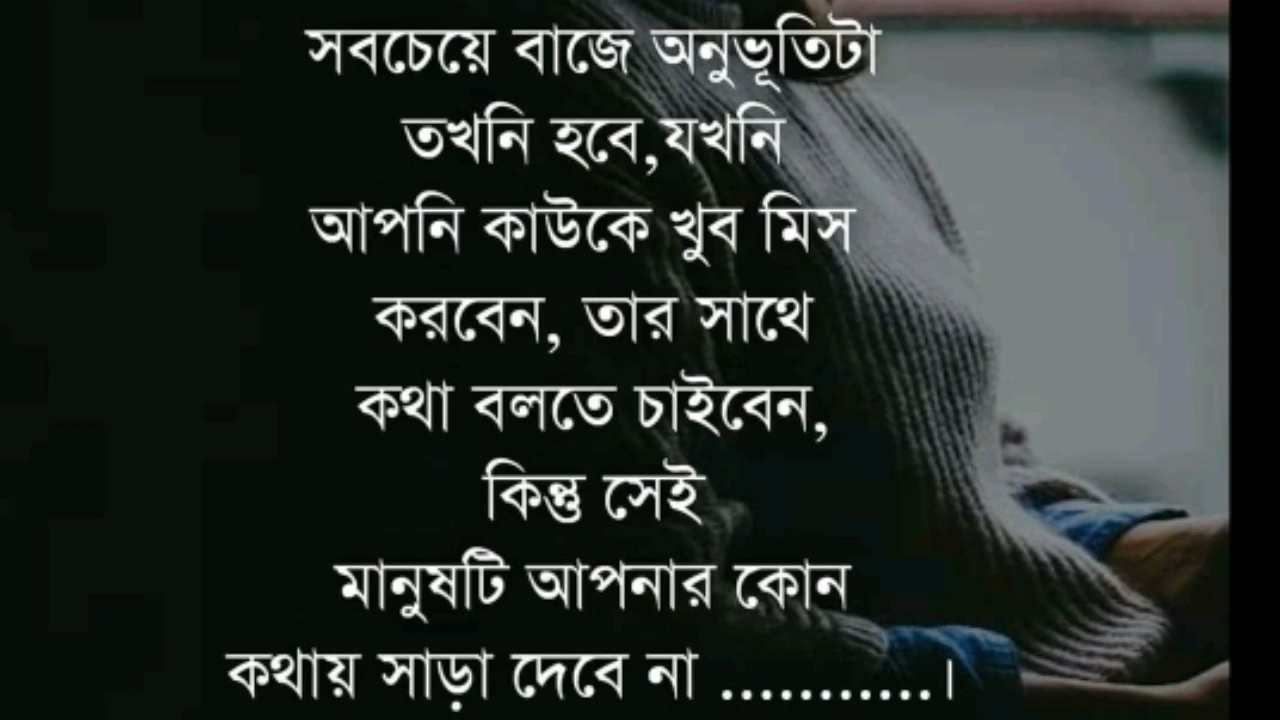 সবচেয়ে বাজে অনুভূতিটা
তখনি হবে,যখনি
আপনি কাউকে খুব মিস
করবেন, তার সাথে
কথা বলতে চাইবেন,
কিন্তু সেই
মানুষটি আপনার কোন
কথায় সাড়া দেবে না ...........।